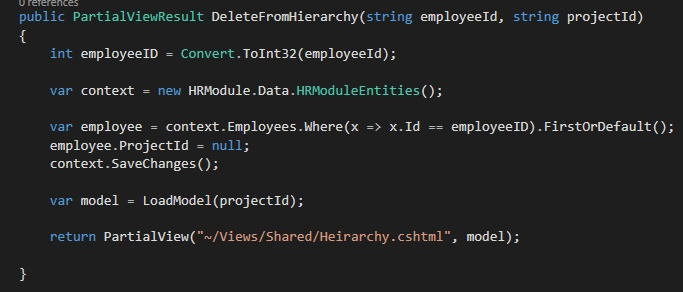 0 references
public PartialViewResult DeleteFromHierarchy(string employeeId, string projectId)
{
int employeeID = Convert.ToInt32(employeeId);
var context = new HRModule.Data.HRModuleEntities();
var employee = context.Employees.Where(x => x.Id == employeeID).FirstOrDefault();
employee.ProjectId = null;
context.SaveChanges();
var model = LoadModel(projectId);
return PartialView("~/Views/Shared/Heirarchy.cshtml", model);
}